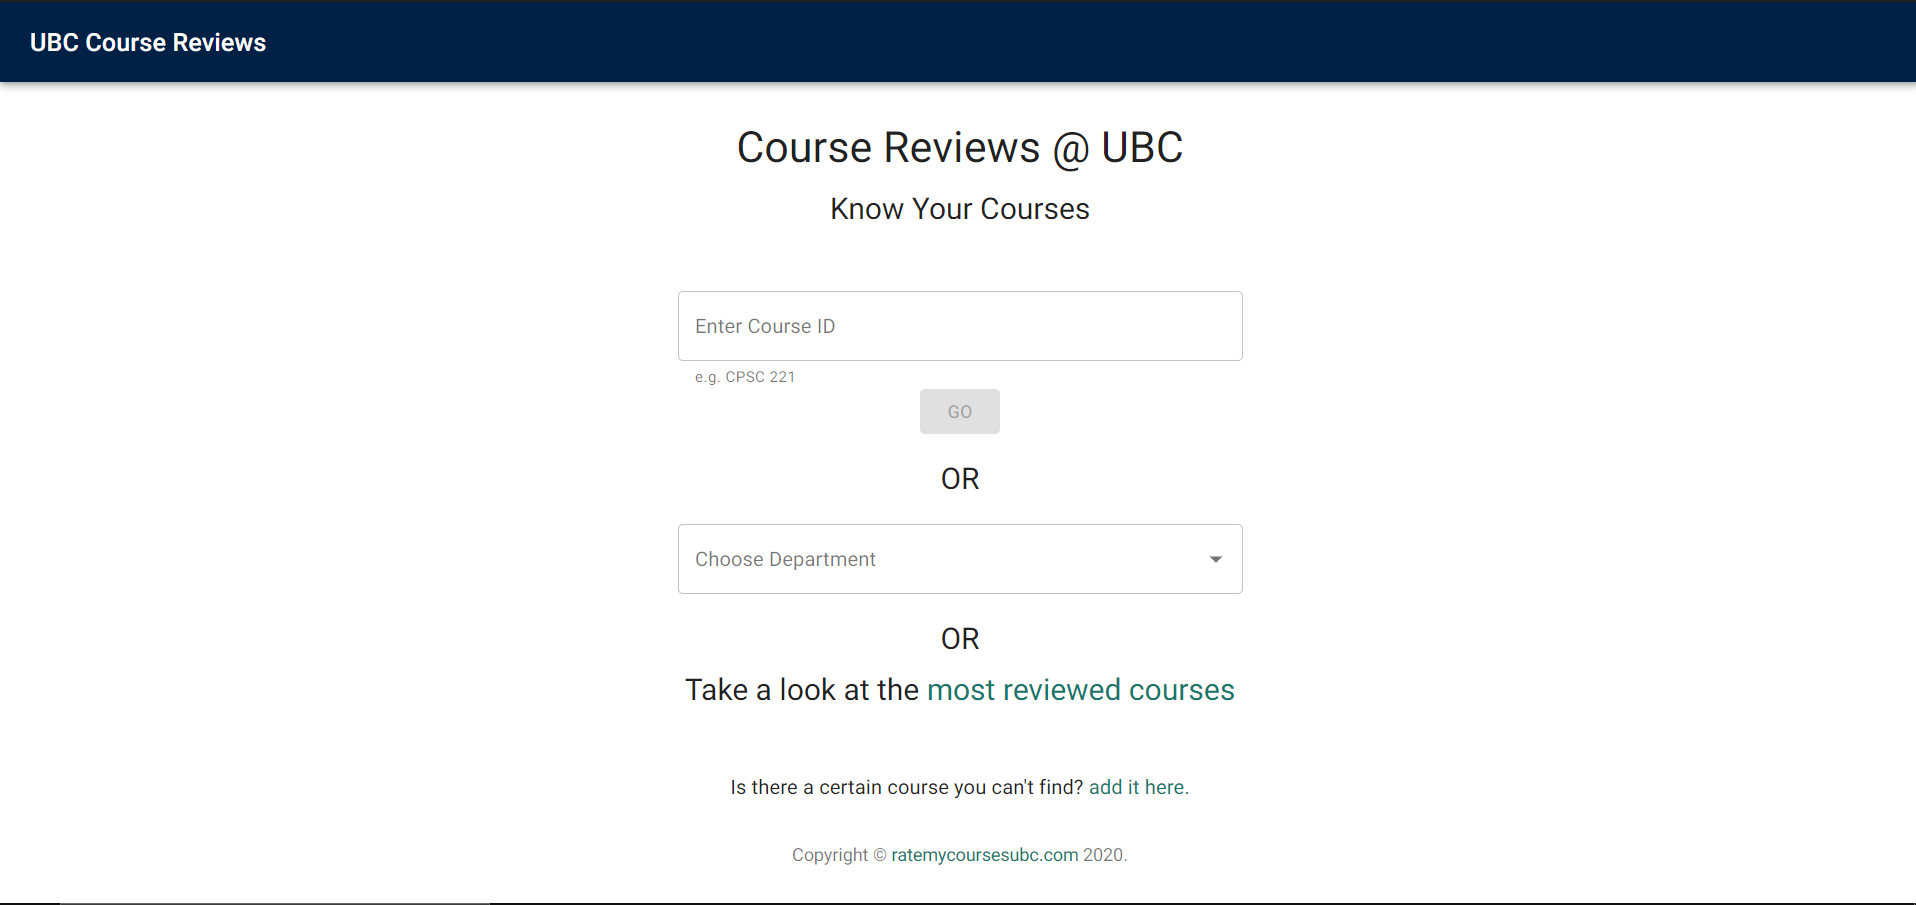 UBC Course Reviews
Course Reviews @ UBC
Know Your Courses
Enter Course ID
e.g. CPSC 221
GO
OR
Choose Department
OR
Take a look at the most reviewed courses
Is there a certain course you can't find? add it here.
Copyright © ratemycoursesubc.com 2020.